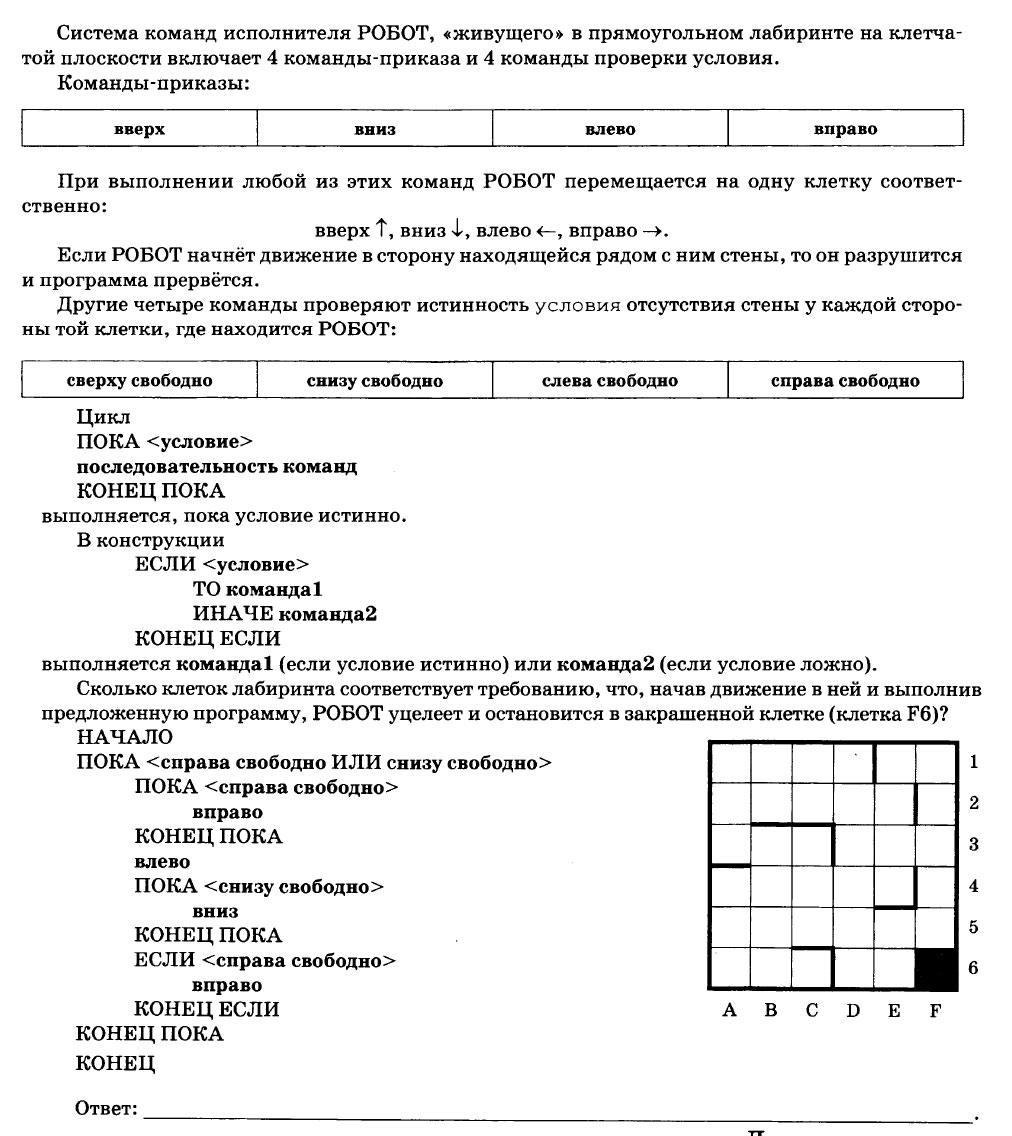 Система команд исполнителя РОБОТ, «живущего» в прямоугольном лабиринте на клетча-
той плоскости включает 4 команды-приказа и 4 команды проверки условия.
Команды-приказы:
вверх вниз влево вправо
При выполнении любой из этих команд РОБОТ перемещается на одну клетку соответ-
ственно:
вверх ↑, вниз ↓, влево ←, вправо →.
Если РОБОТ начнёт движение в сторону находящейся рядом с ним стены, то он разрушится
и программа прервётся.
Другие четыре команды проверяют истинность условия отсутствия стены у каждой сторо-
ны той клетки, где находится РОБОТ:
сверху свободно снизу свободно слева свободно справа свободно
Цикл
ПОКА <условие>
последовательность команд
КОНЕЦ ПОКА
выполняется, пока условие истинно.
В конструкции
ЕСЛИ <условие>
ТО команда1
ИНАЧЕ команда2
КОНЕЦ ЕСЛИ
выполняется команда1 (если условие истинно) или команда2 (если условие ложно).
Сколько клеток лабиринта соответствует требованию, что, начав движение в ней и выполнив
предложенную программу, РОБОТ уцелеет и остановится в закрашенной клетке (клетка F6)?
НАЧАЛО
ПОКА <справа свободно ИЛИ снизу свободно>
ПОКА <справа свободно>
вправо
КОНЕЦ ПОКА
влево
ПОКА <снизу свободно>
вниз
КОНЕЦ ПОКА
ЕСЛИ <справа свободно>
вправо
КОНЕЦ ЕСЛИ
КОНЕЦ ПОКА
КОНЕЦ
1
2
3
4
5
6
A B C D E F
Ответ: .